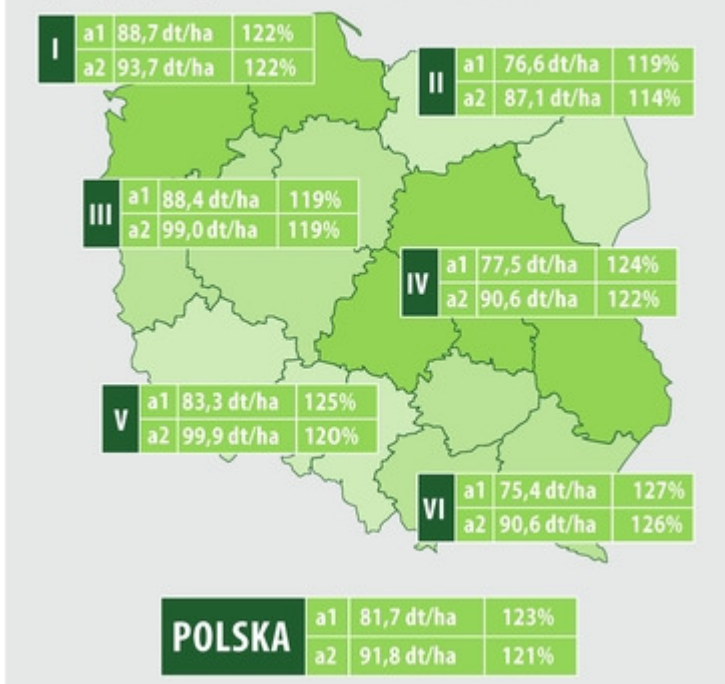 I
a1 88,7 dt/ha 122%
a2 93,7 dt/ha 122%
II
a1 76,6 dt/ha 119%
a2 87,1 dt/ha 114%
III
a1 88,4 dt/ha 119%
a2 99,0 dt/ha 119%
IV
a1 77,5 dt/ha 124%
a2 90,6 dt/ha 122%
V
a1 83,3 dt/ha 125%
a2 99,9 dt/ha 120%
VI
a1 75,4 dt/ha 127%
a2 90,6 dt/ha 126%
POLSKA
a1 81,7 dt/ha 123%
a2 91,8 dt/ha 121%